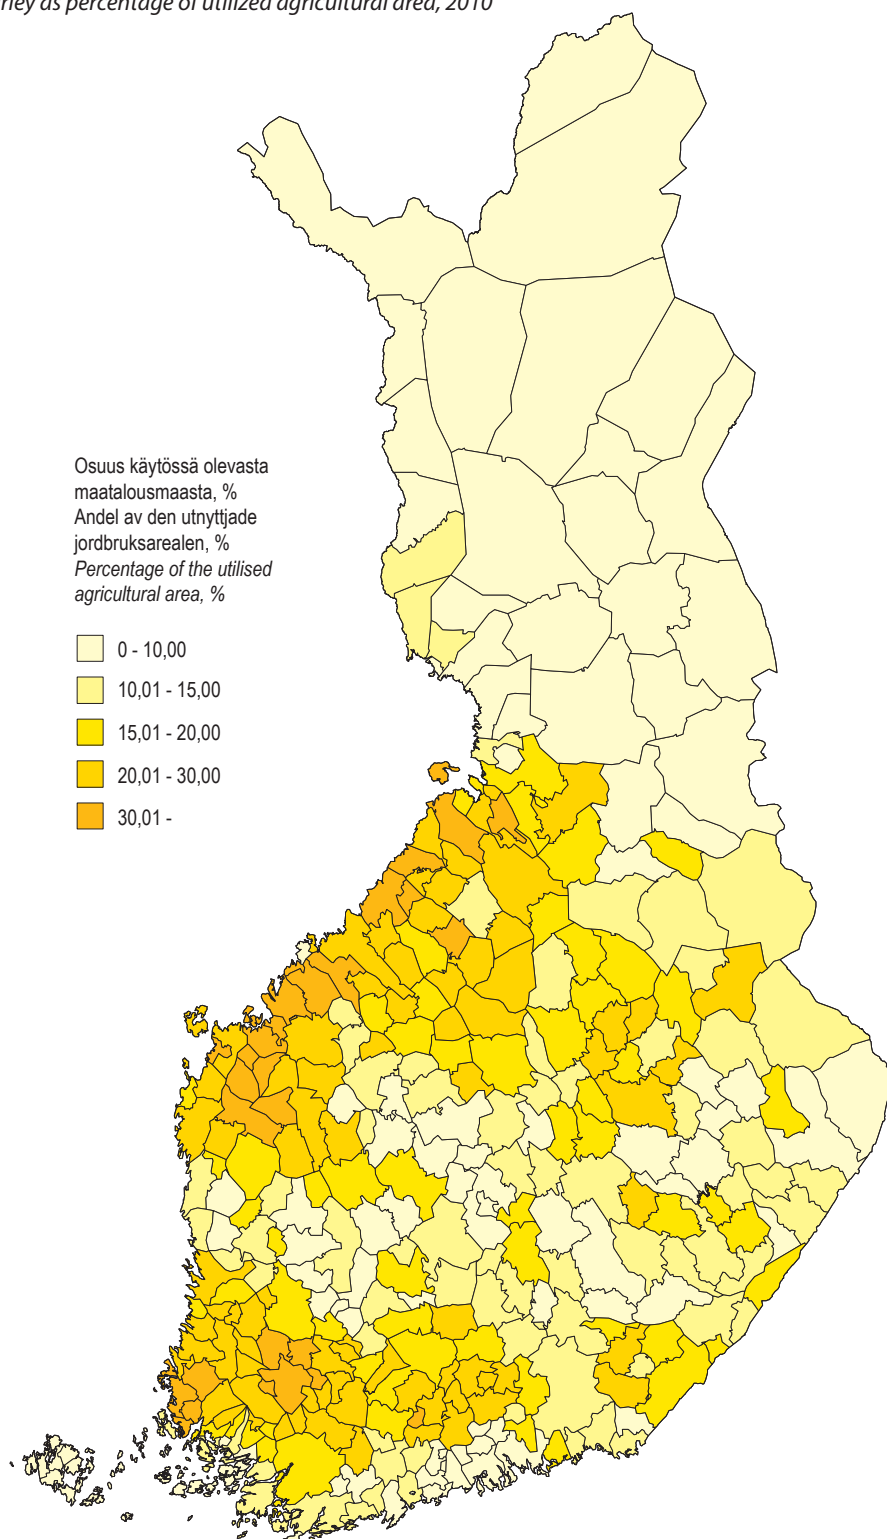 as percentage of utilized agricultural area, 2010
Osuus käytössä olevasta
maatalousmaasta, %
Andel av den utnyttjade
jordbruksarealen, %
Percentage of the utilised
agricultural area, %
0 - 10,00
10,01 - 15,00
15,01 - 20,00
20,01 - 30,00
30,01 -